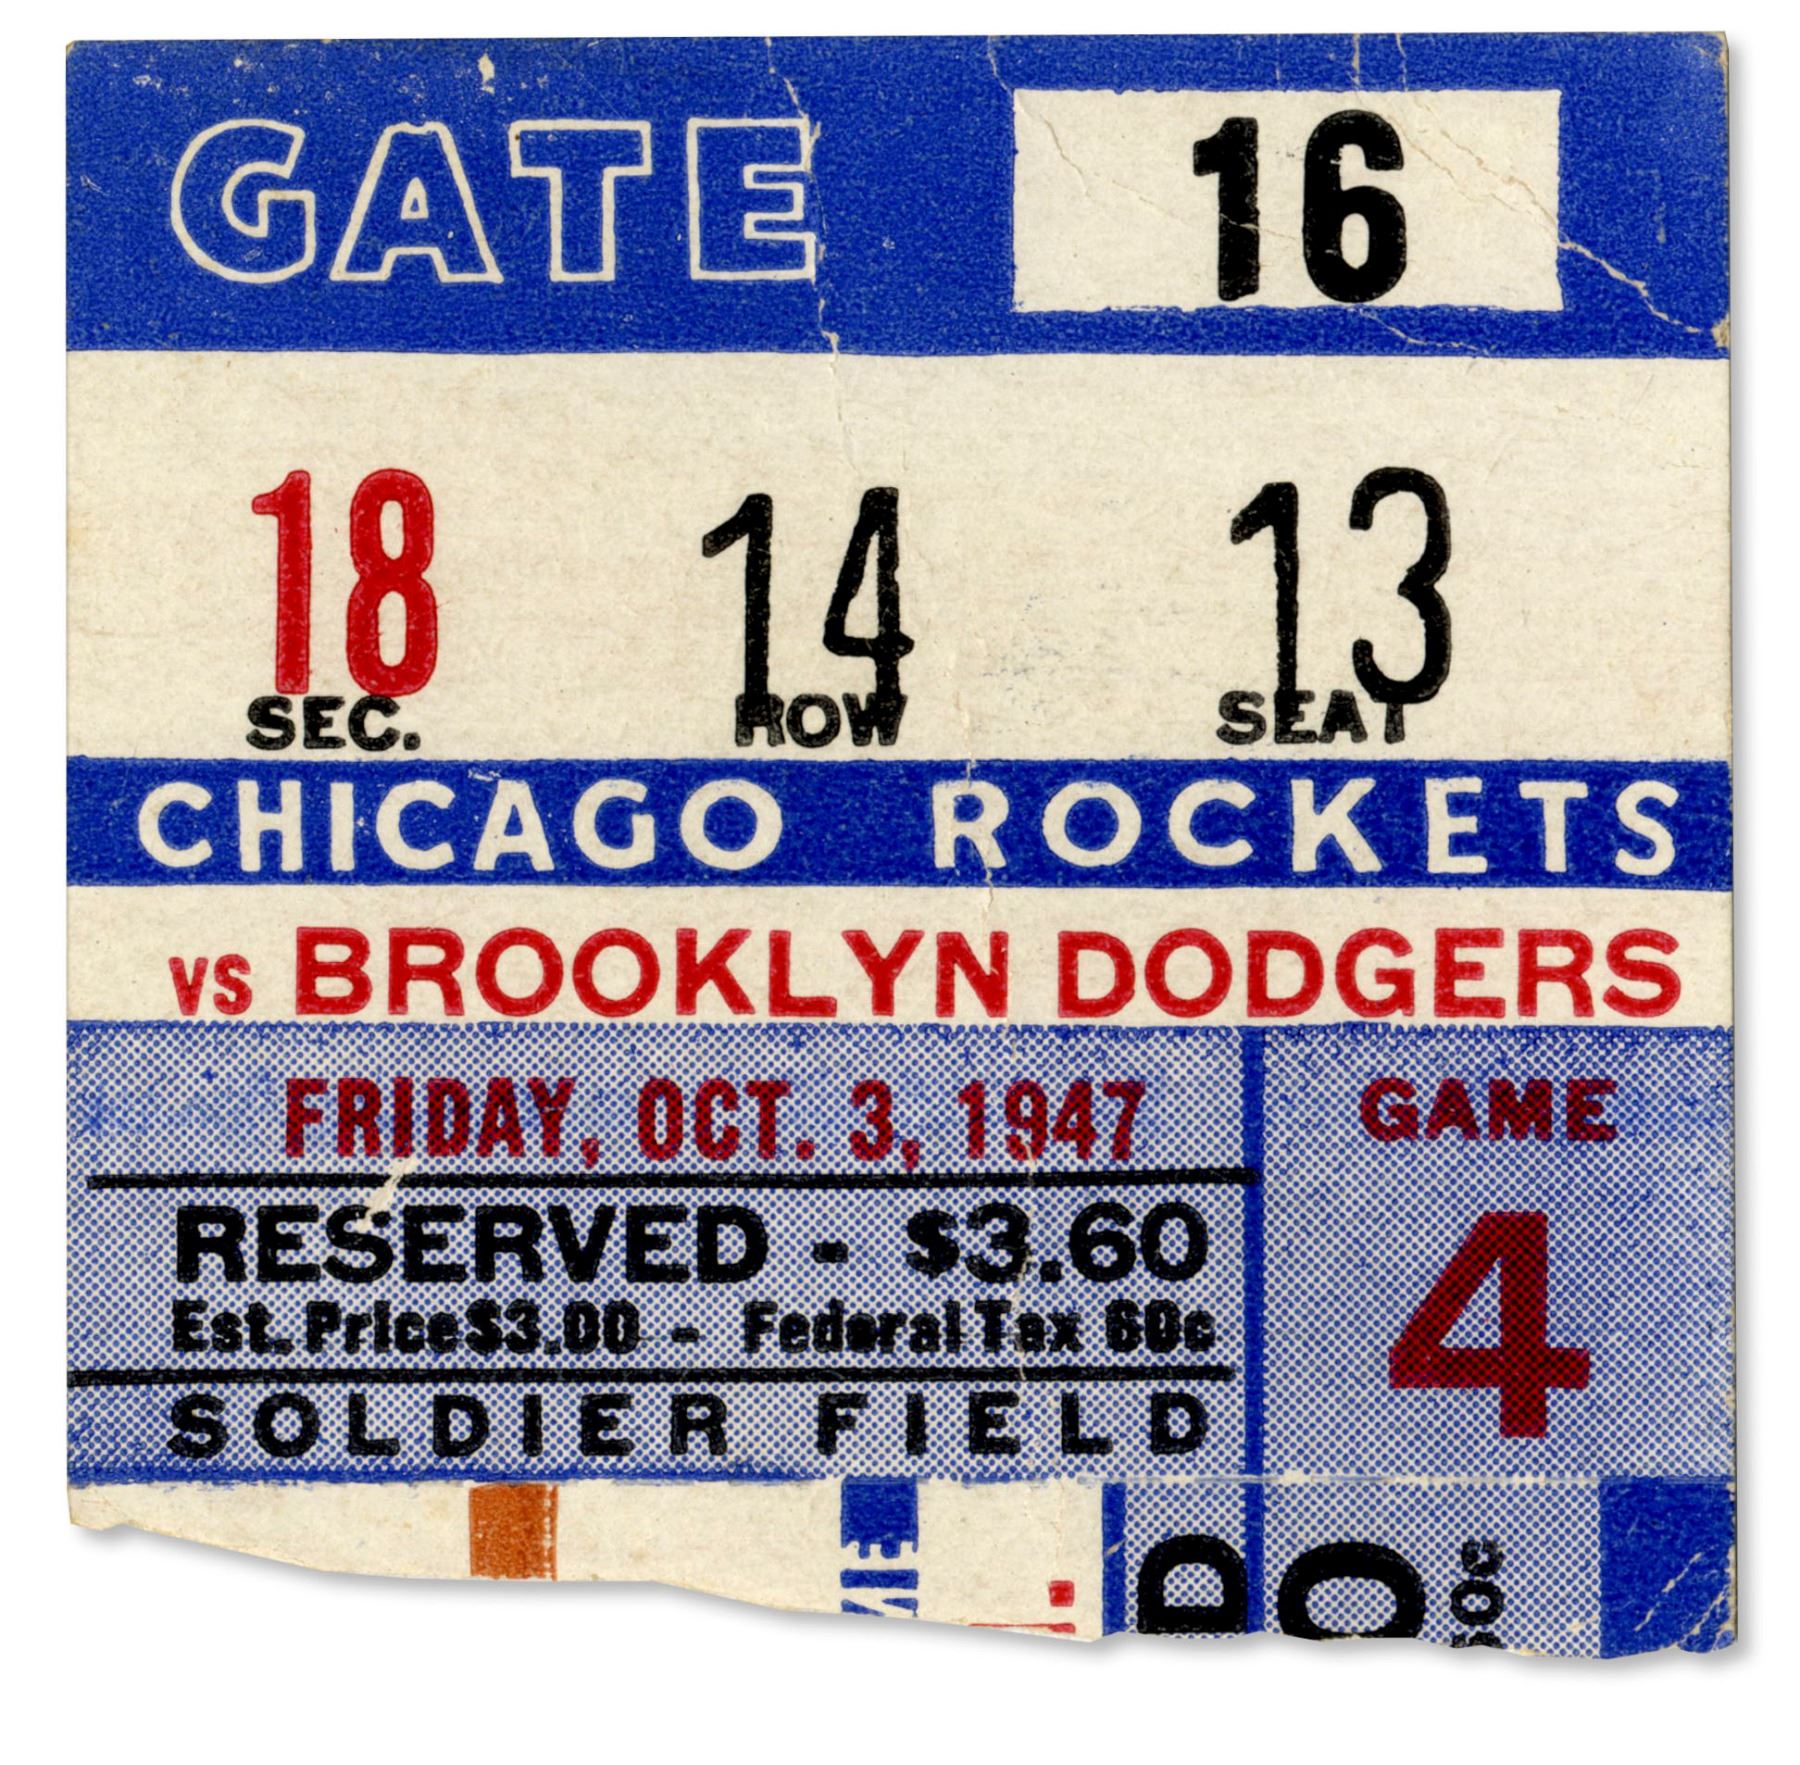 GATE 16
18 14 13
SEC. ROW SEAT
CHICAGO ROCKETS
vs BROOKLYN DODGERS
FRIDAY, OCT. 3, 1947
GAME
4
RESERVED - $3.60
Est. Price $3.00 - Federal Tax 60c
SOLDIER FIELD